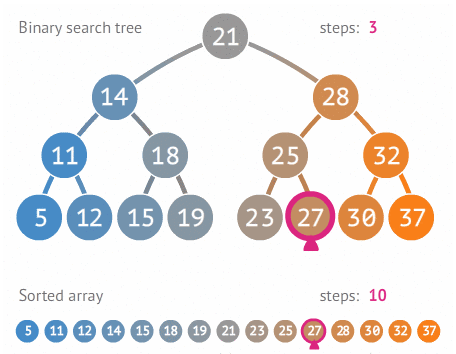 Binary search tree steps: 3
21
14 28
11 18 25 32
5 12 15 19 23 27 30 37
Sorted array steps: 10
5 11 12 14 15 18 19 21 23 25 27 28 30 32 37